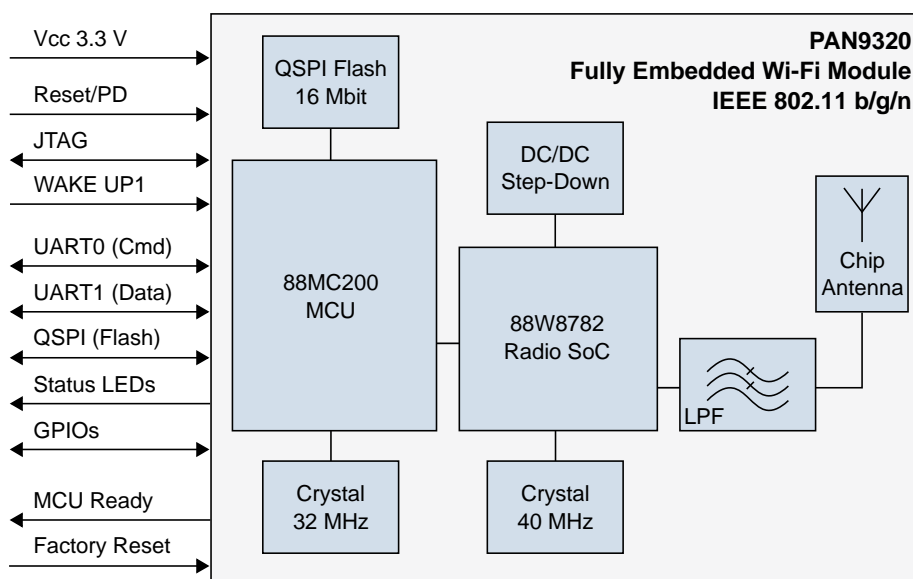 Vcc 3.3 V
Reset/PD
JTAG
WAKE UP1
UART0 (Cmd)
UART1 (Data)
QSPI (Flash)
Status LEDs
GPIOs
MCU Ready
Factory Reset
PAN9320
Fully Embedded Wi-Fi Module
IEEE 802.11 b/g/n
QSPI Flash
16 Mbit
DC/DC
Step-Down
88MC200
MCU
88W8782
Radio SoC
Chip
Antenna
LPF
Crystal
32 MHz
Crystal
40 MHz